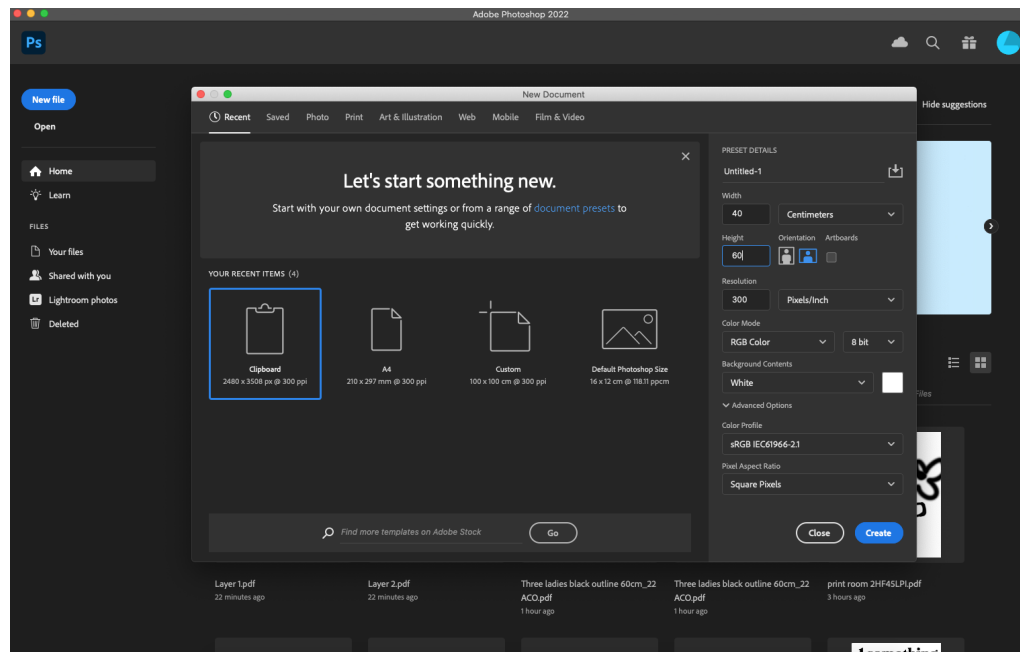 Adobe Photoshop 2022
Ps
New file
Open
Home
Learn
FILES
Your files
Shared with you
Lr Lightroom photos
Deleted
Hide suggestions
New Document
Recent Saved Photo Print Art & Illustration Web Mobile Film & Video
Let's start something new.
Start with your own document settings or from a range of document presets to
get working quickly.
YOUR RECENT ITEMS (4)
Clipboard
2480 x 3508 px @ 300 ppi
A4
210 x 297 mm @ 300 ppi
Custom
100 x 100 cm @ 300 ppi
Default Photoshop Size
16 x 12 cm @ 118.11 ppcm
Find more templates on Adobe Stock
Go
PRESET DETAILS
Untitled-1
Width
40 Centimeters
Height Orientation Artboards
60
Resolution
300 Pixels/Inch
Color Mode
RGB Color 8 bit
Background Contents
White
Advanced Options
Color Profile
sRGB IEC61966-2.1
Pixel Aspect Ratio
Square Pixels
Close Create
Files
Layer 1.pdf
22 minutes ago
Layer 2.pdf
22 minutes ago
Three ladies black outline 60cm_22
ACO.pdf
1 hour ago
Three ladies black outline 60cm_22
ACO.pdf
1 hour ago
print room 2HF45LPI.pdf
3 hours ago